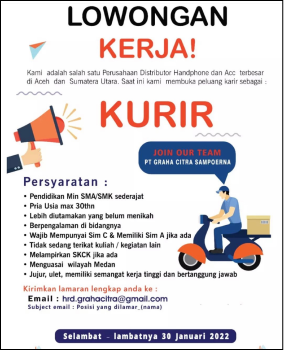 LOWONGAN
KERJA!
Kami adalah salah satu Perusahaan Distributor Handphone dan Acc terbesar
di Aceh dan Sumatera Utara. Saat ini kami membuka peluang karir sebagai :
KURIR
JOIN OUR TEAM
PT GRAHA CITRA SAMPOERNA
Persyaratan :
• Pendidikan Min SMA/SMK sederajat
• Pria Usia max 30thn
• Lebih diutamakan yang belum menikah
• Berpengalaman di bidangnya
• Wajib Mempunyai Sim C & Memiliki Sim A jika ada
• Tidak sedang terikat kuliah / kegiatan lain
• Melampirkan SKCK jika ada
• Menguasai wilayah Medan
• Jujur, ulet, memiliki semangat kerja tinggi dan bertanggung jawab
Kirimkan lamaran lengkap anda ke :
Email : hrd.grahacitra@gmail.com
Subject email : Posisi yang dilamar_(nama)
Selambat - lambatnya 30 Januari 2022